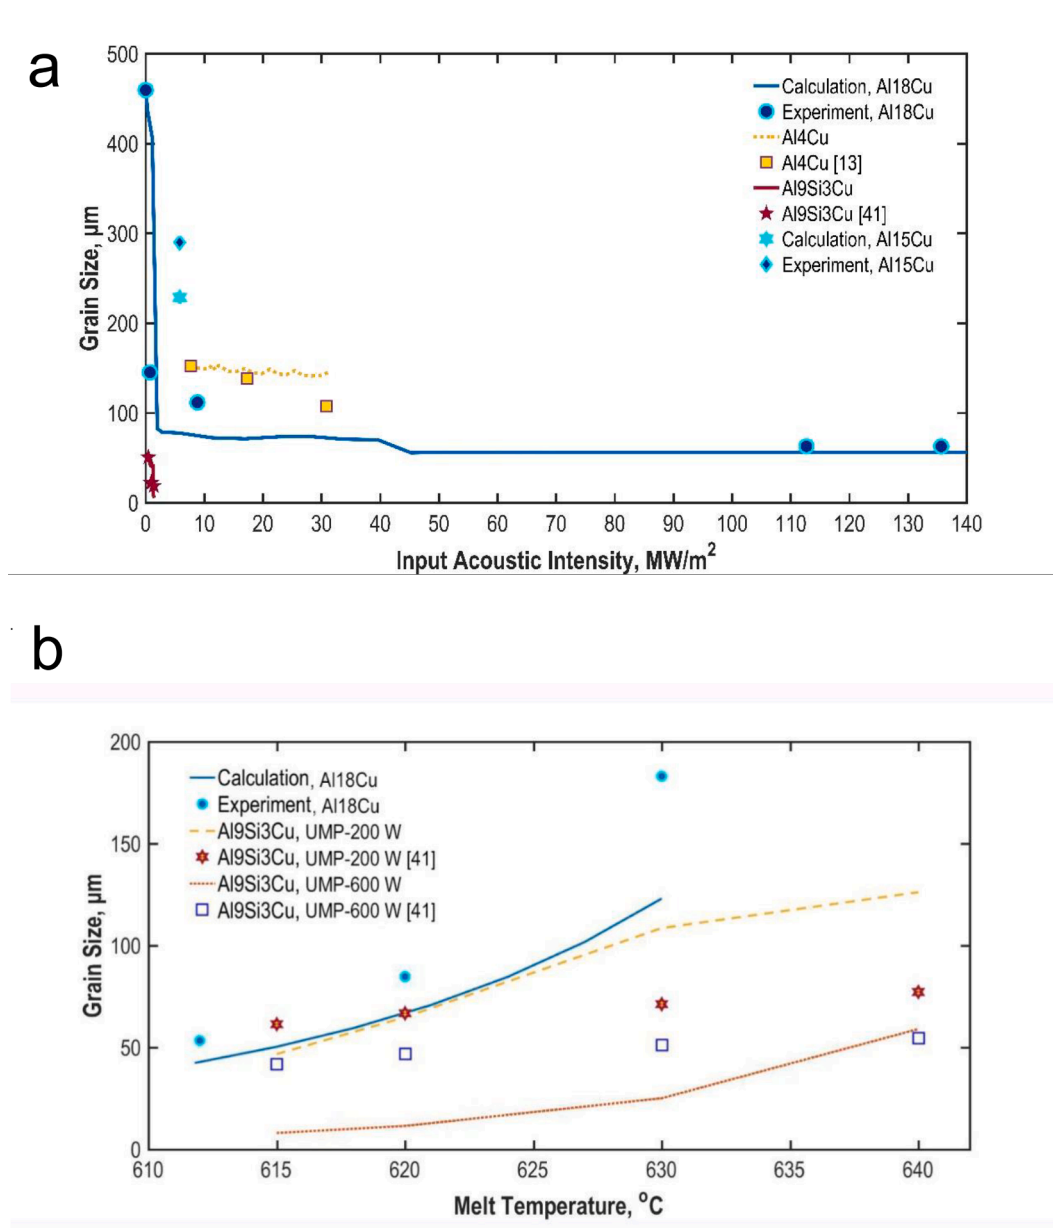 a
500
400
300
200
100
0
Grain Size, µm
Calculation, Al18Cu
Experiment, Al18Cu
Al4Cu
Al4Cu [13]
Al9Si3Cu
Al9Si3Cu [41]
Calculation, Al15Cu
Experiment, Al15Cu
0 10 20 30 40 50 60 70 80 90 100 110 120 130 140
Input Acoustic Intensity, MW/m²
b
200
150
100
50
0
Grain Size, µm
Calculation, Al18Cu
Experiment, Al18Cu
Al9Si3Cu, UMP-200 W
Al9Si3Cu, UMP-200 W [41]
Al9Si3Cu, UMP-600 W
Al9Si3Cu, UMP-600 W [41]
610 615 620 625 630 635 640
Melt Temperature, °C